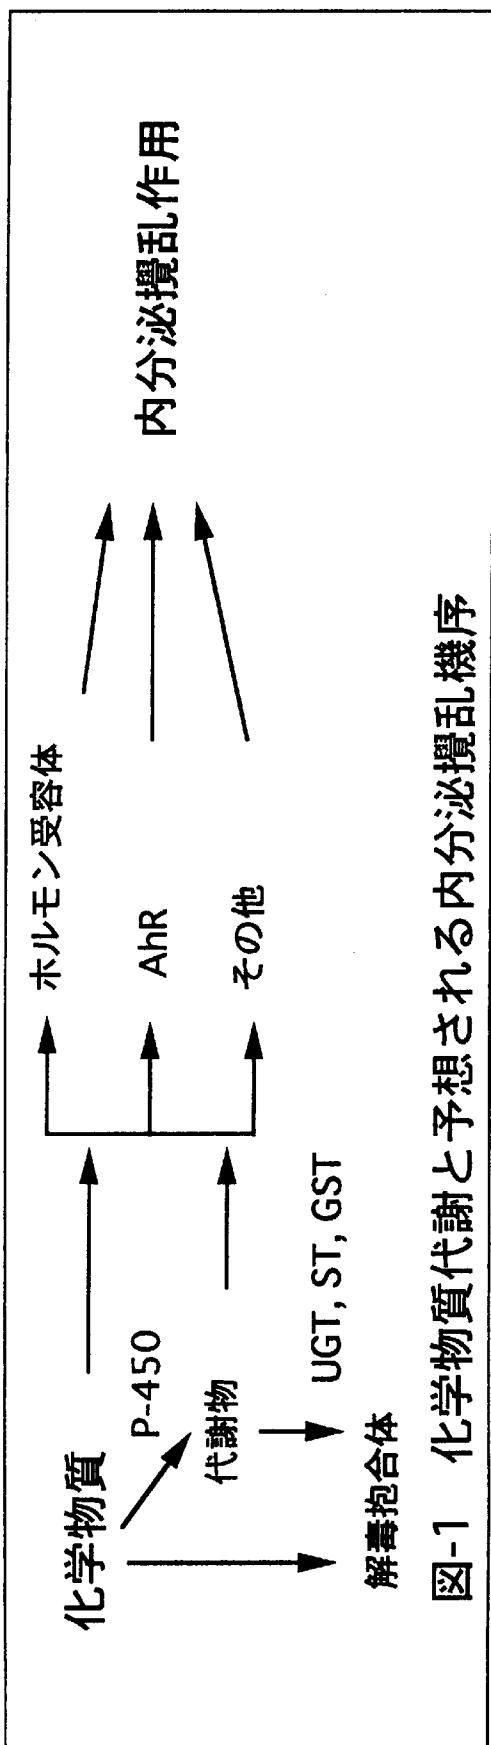 化学物質
P-450
代謝物
UGT, ST, GST
解毒抱合体
ホルモン受容体
AhR
その他
内分泌攪乱作用
図-1 化学物質代謝と予想される内分泌攪乱機序